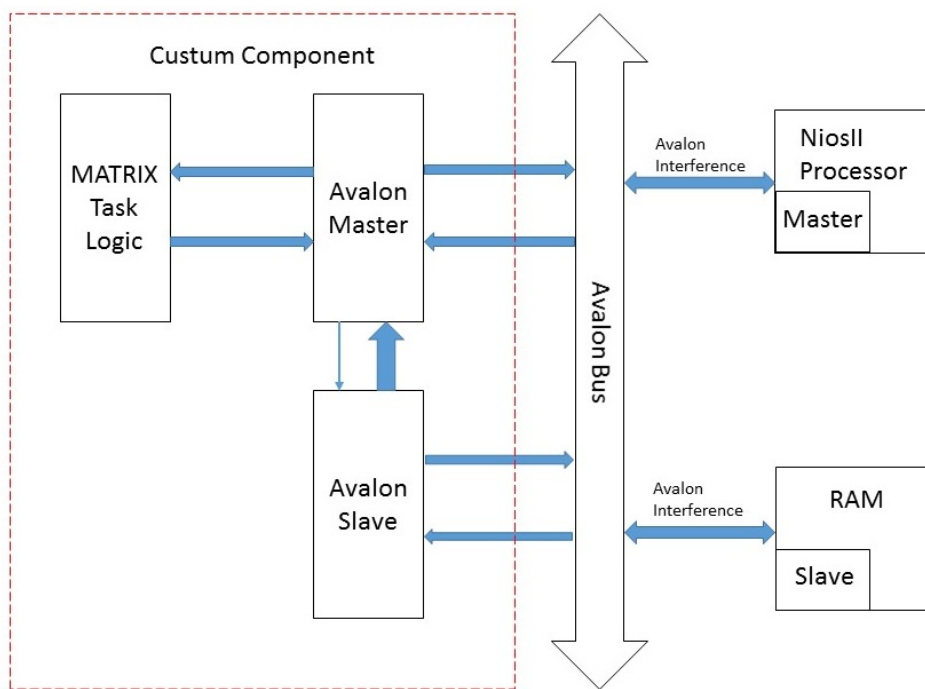 Custum Component
MATRIX
Task
Logic
Avalon
Master
Avalon
Slave
Avalon Bus
Avalon
Interference
NiosII
Processor
Master
Avalon
Interference
RAM
Slave